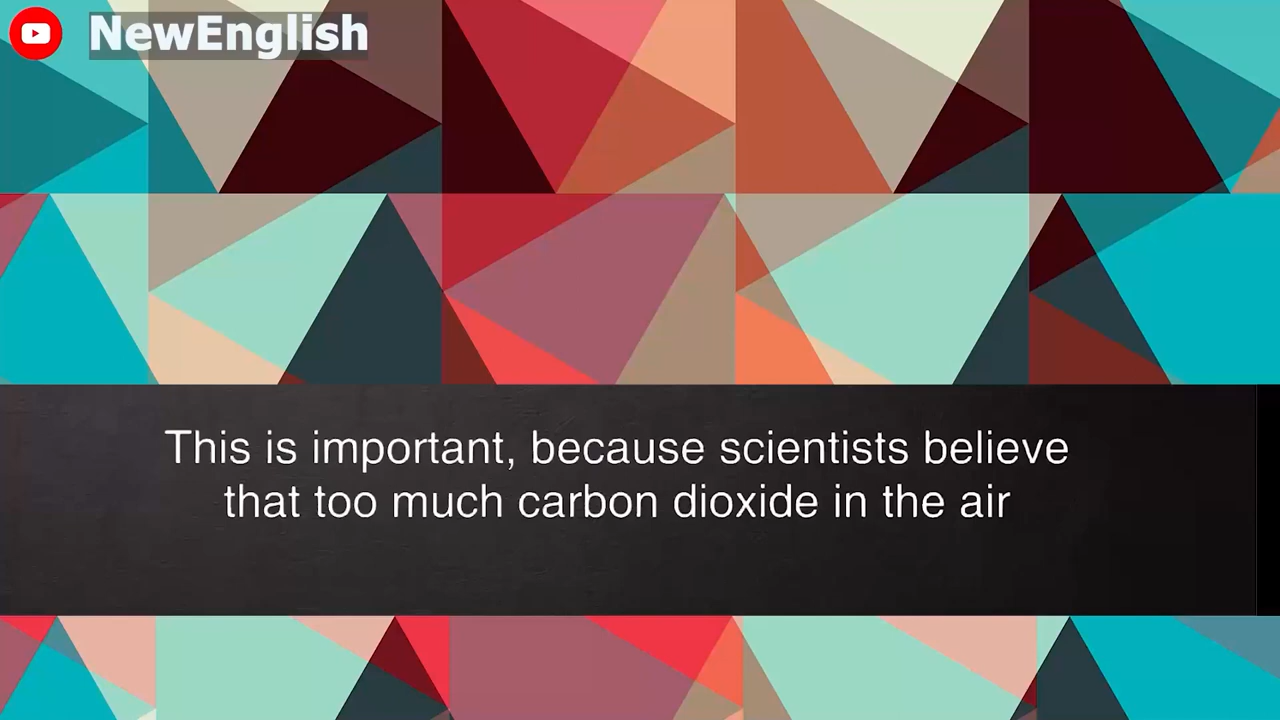 NewEnglish
This is important, because scientists believe
that too much carbon dioxide in the air